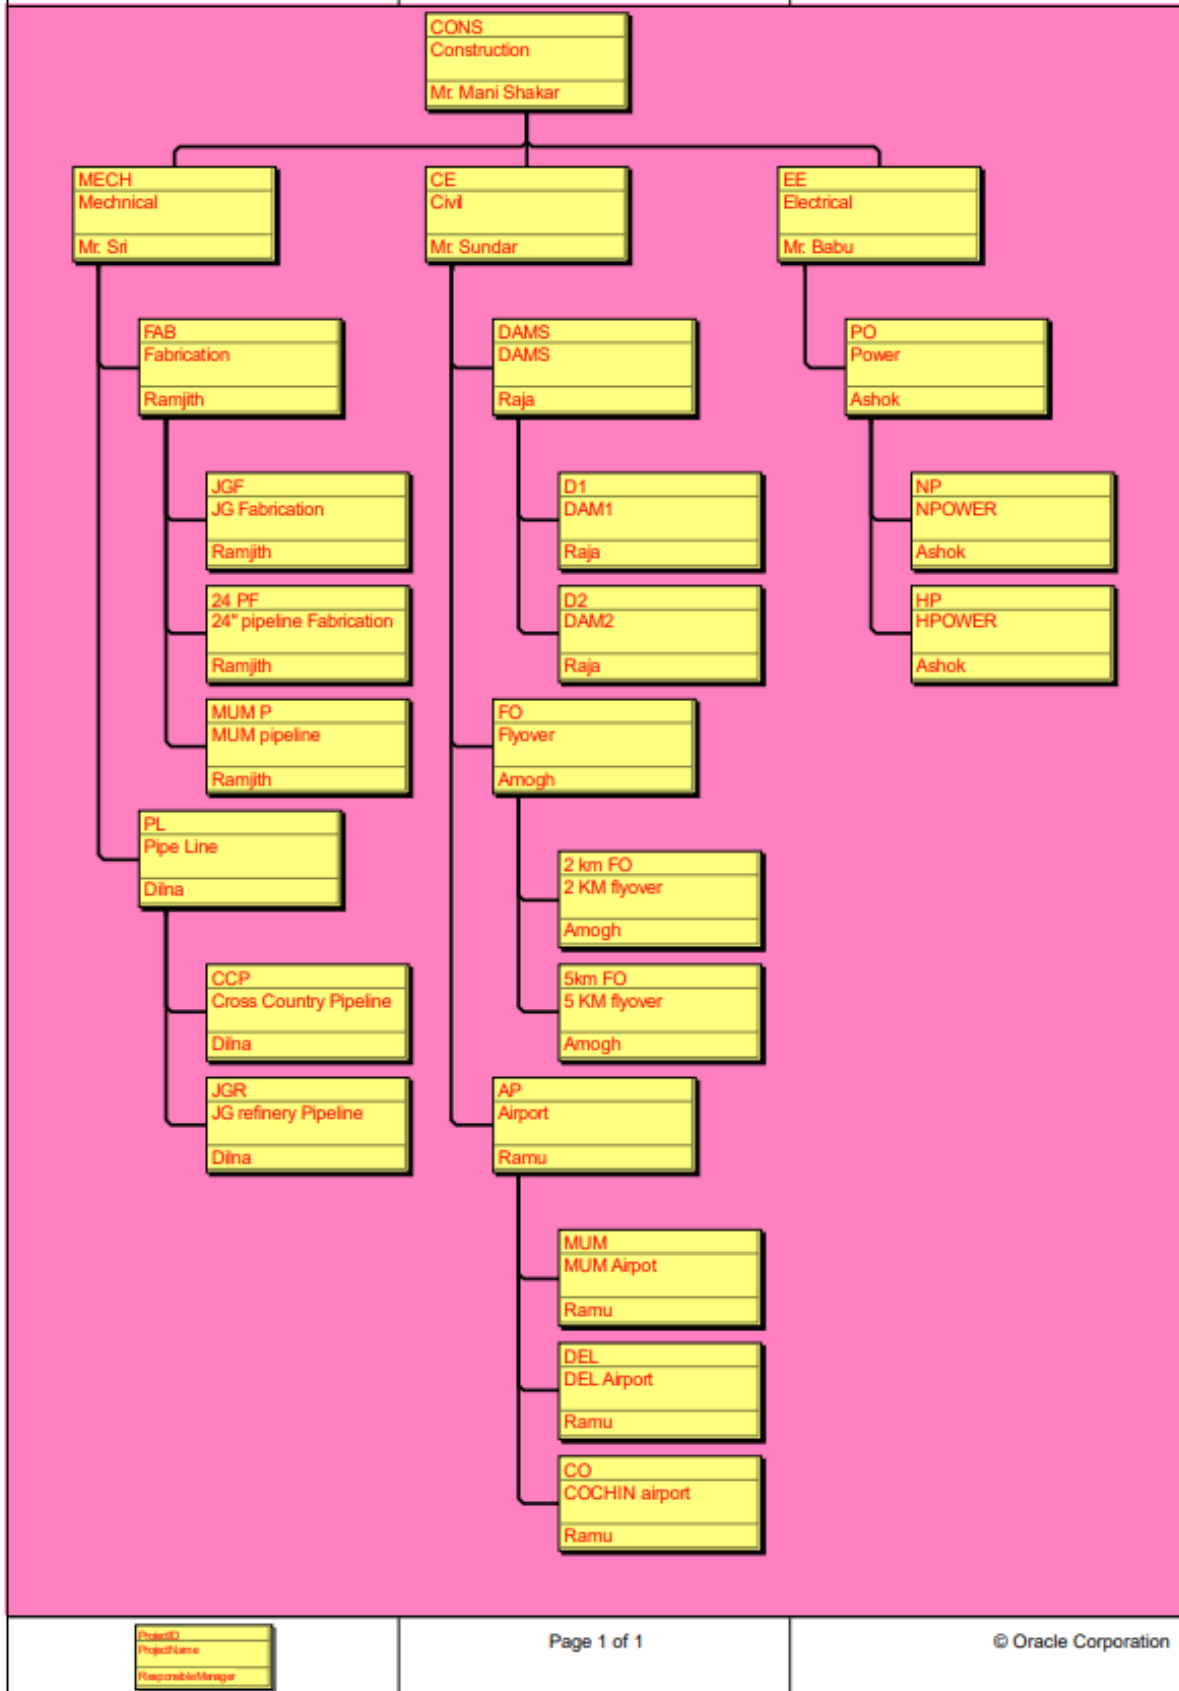 CONS
Construction
Mr. Mani Shakar
MECH
Mechnical
Mr. Sri
CE
Civil
Mr. Sundar
EE
Electrical
Mr. Babu
FAB
Fabrication
Ramjith
JGF
JG Fabrication
Ramjith
24 PF
24" pipeline Fabrication
Ramjith
MUM P
MUM pipeline
Ramjith
PL
Pipe Line
Dilna
CCP
Cross Country Pipeline
Dilna
JGR
JG refinery Pipeline
Dilna
DAMS
DAMS
Raja
D1
DAM1
Raja
D2
DAM2
Raja
FO
Flyover
Amogh
2 km FO
2 KM flyover
Amogh
5km FO
5 KM flyover
Amogh
AP
Airport
Ramu
MUM
MUM Airpot
Ramu
DEL
DEL Airport
Ramu
CO
COCHIN airport
Ramu
PO
Power
Ashok
NP
NPOWER
Ashok
HP
HPOWER
Ashok
ProjectID
ProjectName
ResponsibleManager
Page 1 of 1
© Oracle Corporation